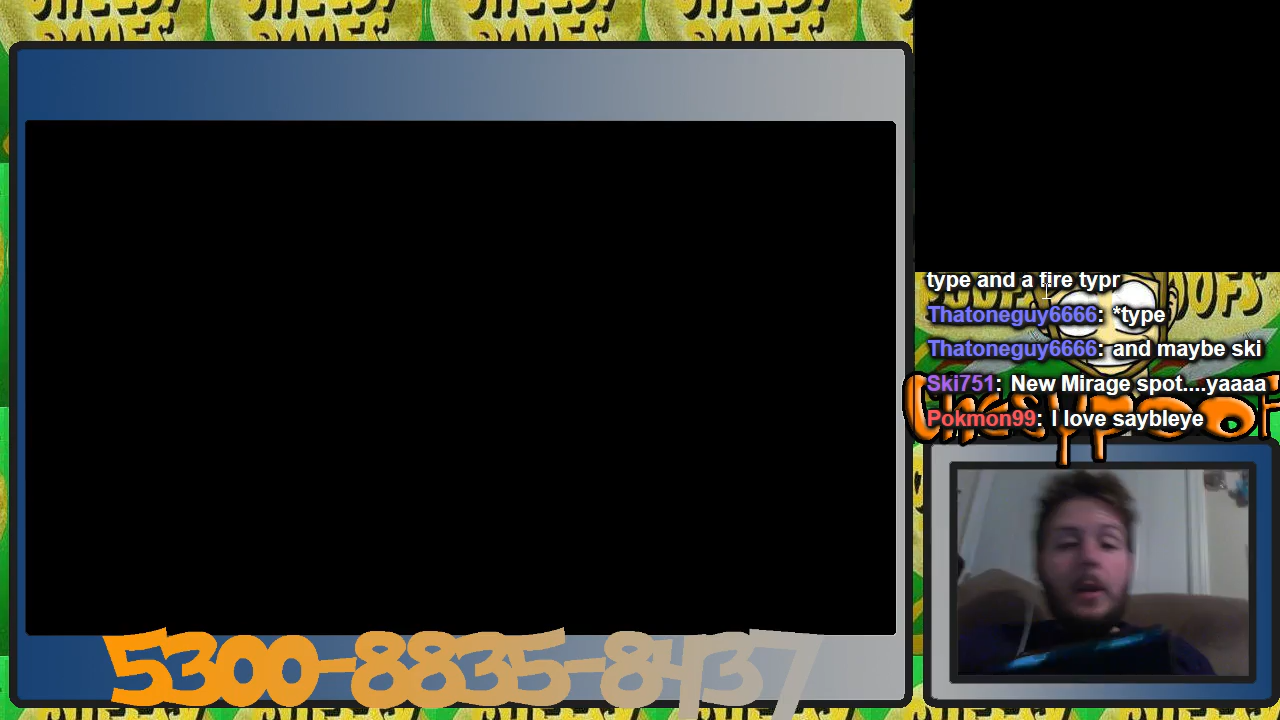 type and a fire typr
Thatoneguy6666: *type
Thatoneguy6666: and maybe ski
Ski751: New Mirage spot....yaaaa
Pokmon99: I love saybleye
5300-8835-8437